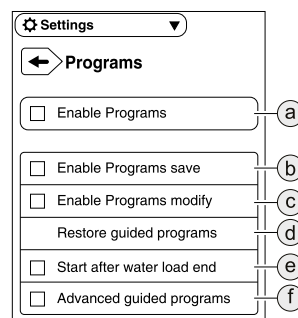 Settings
Programs
Enable Programs
a
Enable Programs save
b
Enable Programs modify
c
Restore guided programs
d
Start after water load end
e
Advanced guided programs
f